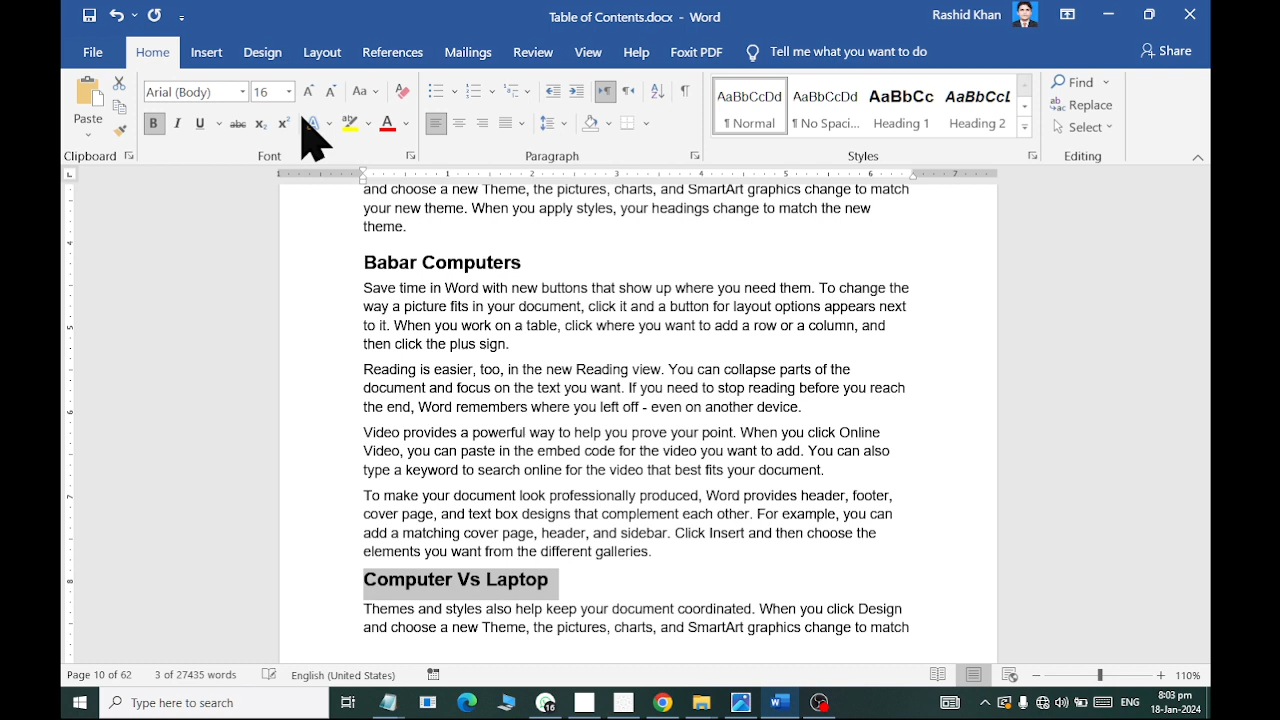 Table of Contents.docx - Word
Rashid Khan
File Home Insert Design Layout References Mailings Review View Help Foxit PDF Tell me what you want to do Share
Paste
Arial (Body) 16
Aa
B I U abc x₂ x² A ab A
AaBbCcDd AaBbCcDd AaBbCc AaBbCcL
¶ Normal ¶ No Spaci... Heading 1 Heading 2
Find
Replace
Select
Clipboard Font Paragraph Styles Editing
1 1 2 3 4 5 6 7
and choose a new Theme, the pictures, charts, and SmartArt graphics change to match
your new theme. When you apply styles, your headings change to match the new
theme.
Babar Computers
Save time in Word with new buttons that show up where you need them. To change the
way a picture fits in your document, click it and a button for layout options appears next
to it. When you work on a table, click where you want to add a row or a column, and
then click the plus sign.
Reading is easier, too, in the new Reading view. You can collapse parts of the
document and focus on the text you want. If you need to stop reading before you reach
the end, Word remembers where you left off - even on another device.
Video provides a powerful way to help you prove your point. When you click Online
Video, you can paste in the embed code for the video you want to add. You can also
type a keyword to search online for the video that best fits your document.
To make your document look professionally produced, Word provides header, footer,
cover page, and text box designs that complement each other. For example, you can
add a matching cover page, header, and sidebar. Click Insert and then choose the
elements you want from the different galleries.
Computer Vs Laptop
Themes and styles also help keep your document coordinated. When you click Design
and choose a new Theme, the pictures, charts, and SmartArt graphics change to match
Page 10 of 62 3 of 27435 words English (United States) 110%
Type here to search
16
ENG
8:03 pm
18-Jan-2024